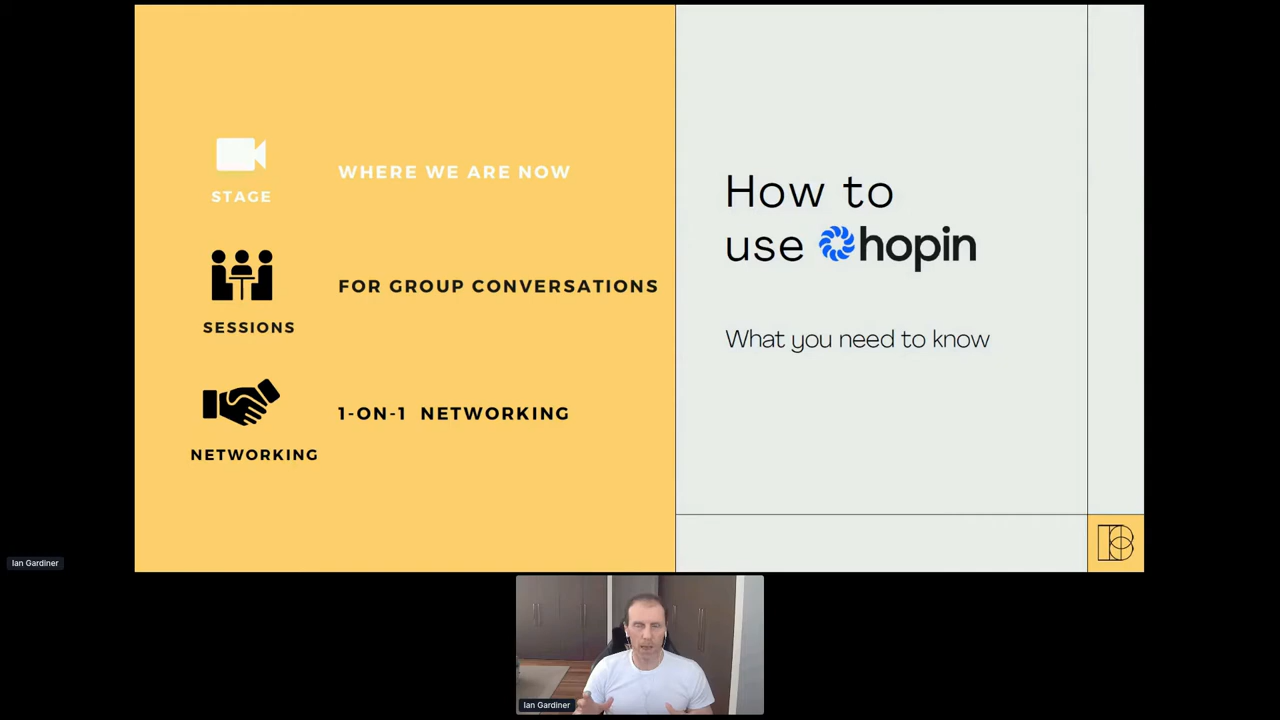 STAGE
WHERE WE ARE NOW
SESSIONS
FOR GROUP CONVERSATIONS
NETWORKING
1-ON-1 NETWORKING
How to
use hopin
What you need to know
Ian Gardiner
Ian Gardiner